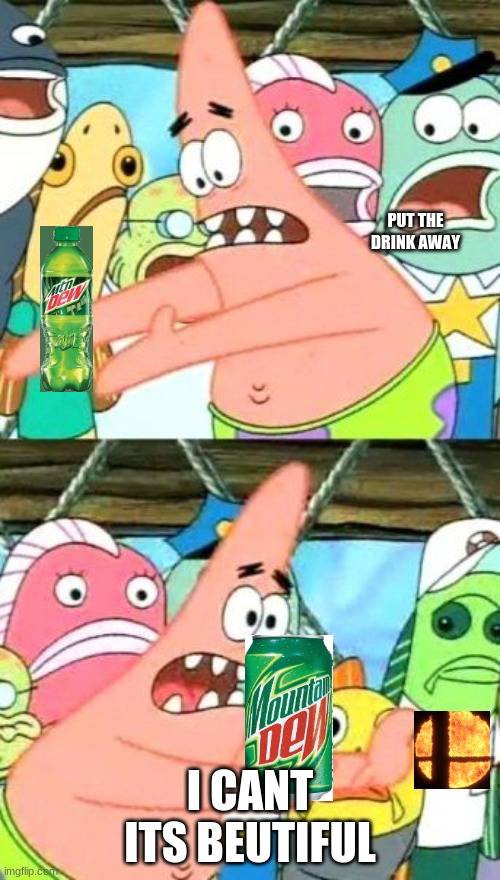 Mtn
Dew
PUT THE
DRINK AWAY
Mountain
Dew
I CANT
ITS BEUTIFUL
imgflip.com